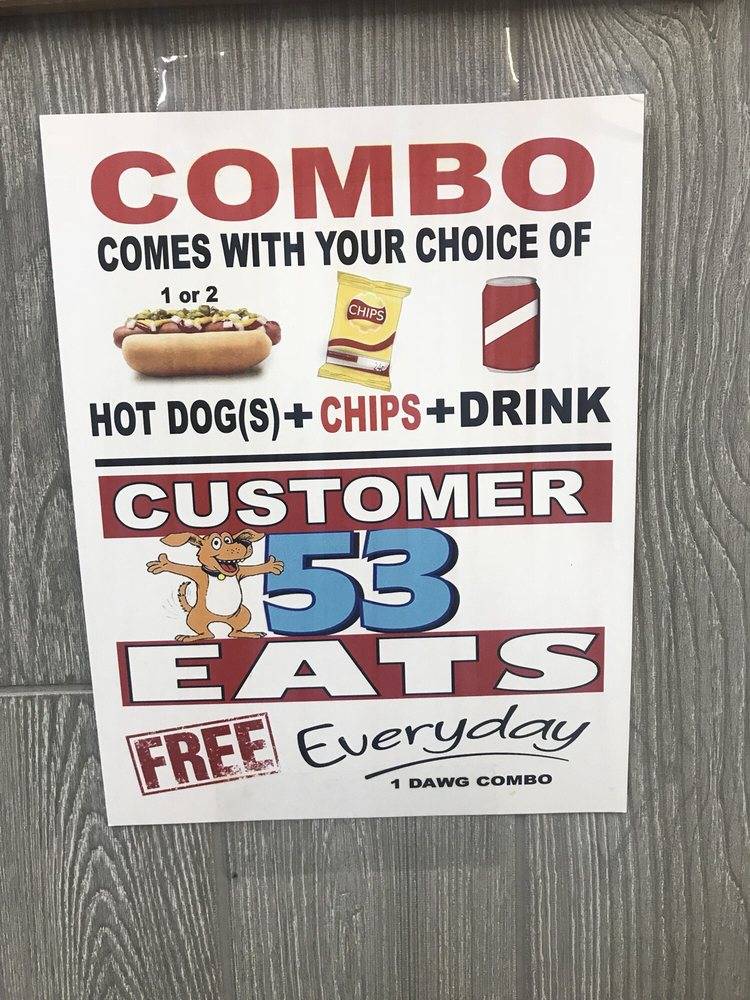 COMBO
COMES WITH YOUR CHOICE OF
1 or 2
CHIPS
HOT DOG(S) + CHIPS + DRINK
CUSTOMER
53
EATS
FREE Everyday
1 DAWG COMBO